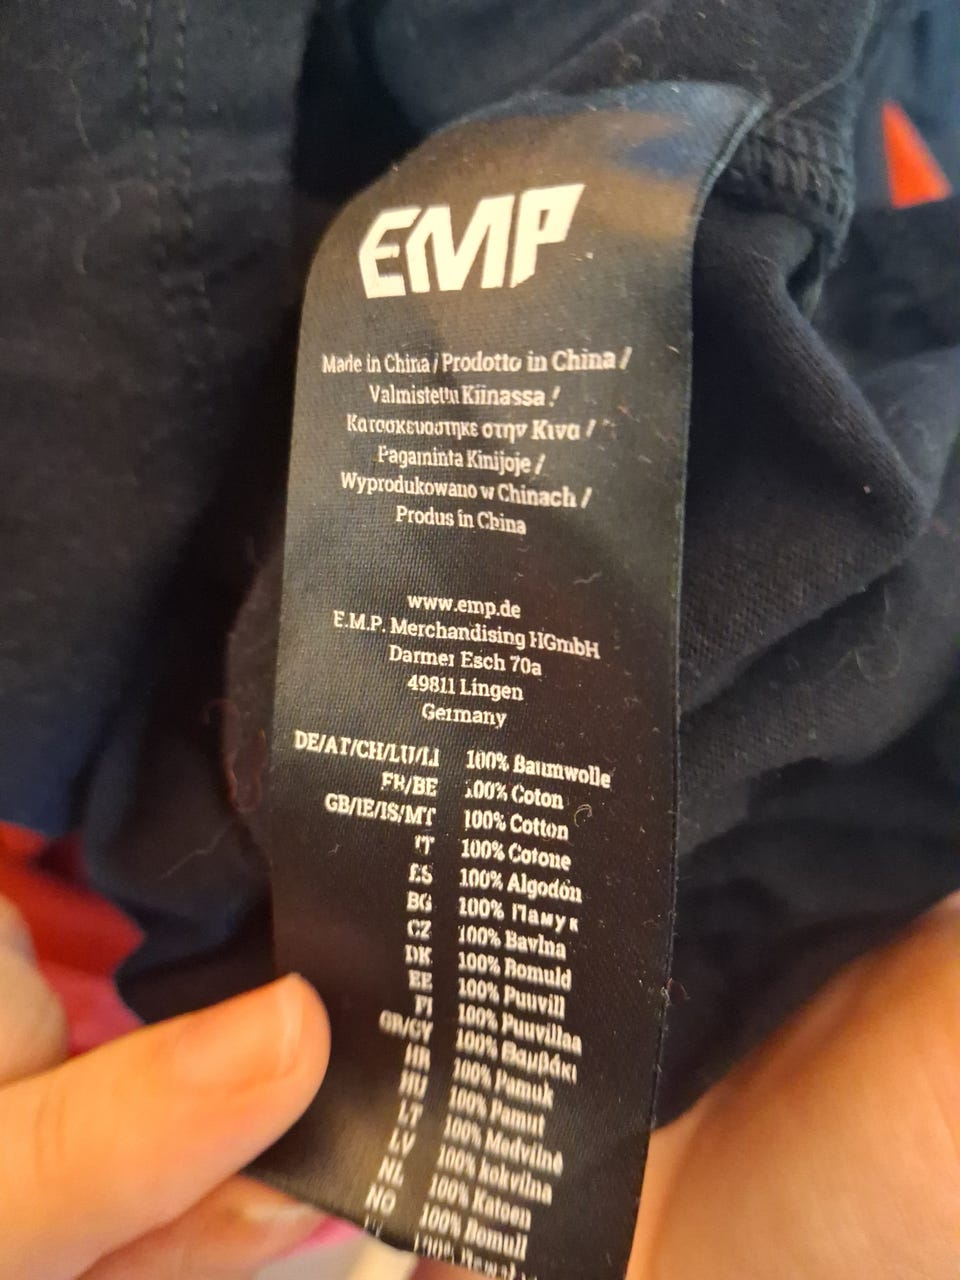 EMP
Made in China / Prodotto in China /
Valmistettu Kiinassa /
Κατασκευαστηκε στην Κινα /
Pagaminta Kinijoje /
Wyprodukowano w Chinach /
Produs in China
www.emp.de
E.M.P. Merchandising HGmbH
Darmer Esch 70a
49811 Lingen
Germany
DE/AT/CH/LU/LI 100% Baumwolle
FR/BE 100% Coton
GB/IE/IS/MT 100% Cotton
IT 100% Cotone
ES 100% Algodón
BG 100% Памук
CZ 100% Bavlna
DK 100% Bomuld
EE 100% Puuvill
FI 100% Puuvillaa
GR/CY 100% Βαμβάκι
HR 100% Pamuk
HU 100% Pamut
LT 100% Medvilnė
LV 100% kokvilna
NL 100% Katoen
NO 100% Bomull
100%